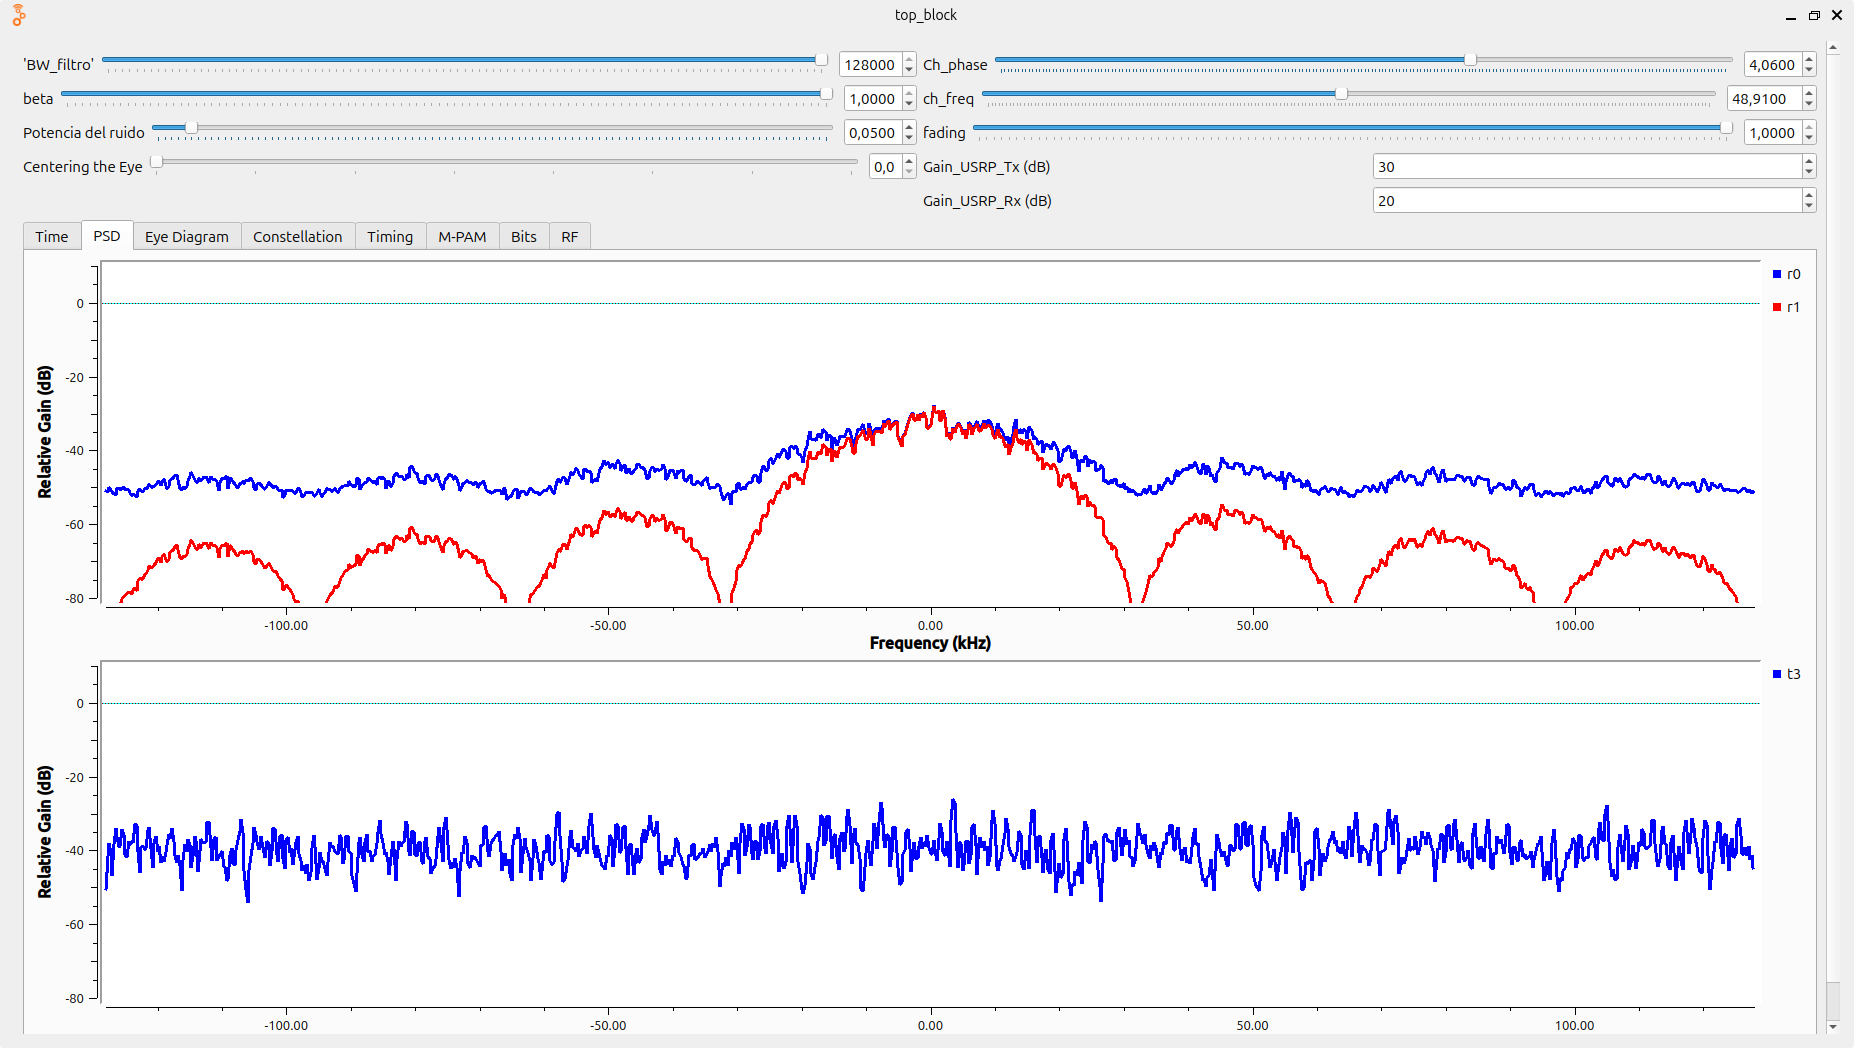 top_block
'BW_filtro' 128000 Ch_phase 4,0600
beta 1,0000 ch_freq 48,9100
Potencia del ruido 0,0500 fading 1,0000
Centering the Eye 0,0 Gain_USRP_Tx (dB) 30
Gain_USRP_Rx (dB) 20
Time PSD Eye Diagram Constellation Timing M-PAM Bits RF
Relative Gain (dB)
0
-20
-40
-60
-80
r0
r1
-100.00 -50.00 0.00 50.00 100.00
Frequency (kHz)
Relative Gain (dB)
0
-20
-40
-60
-80
t3
-100.00 -50.00 0.00 50.00 100.00